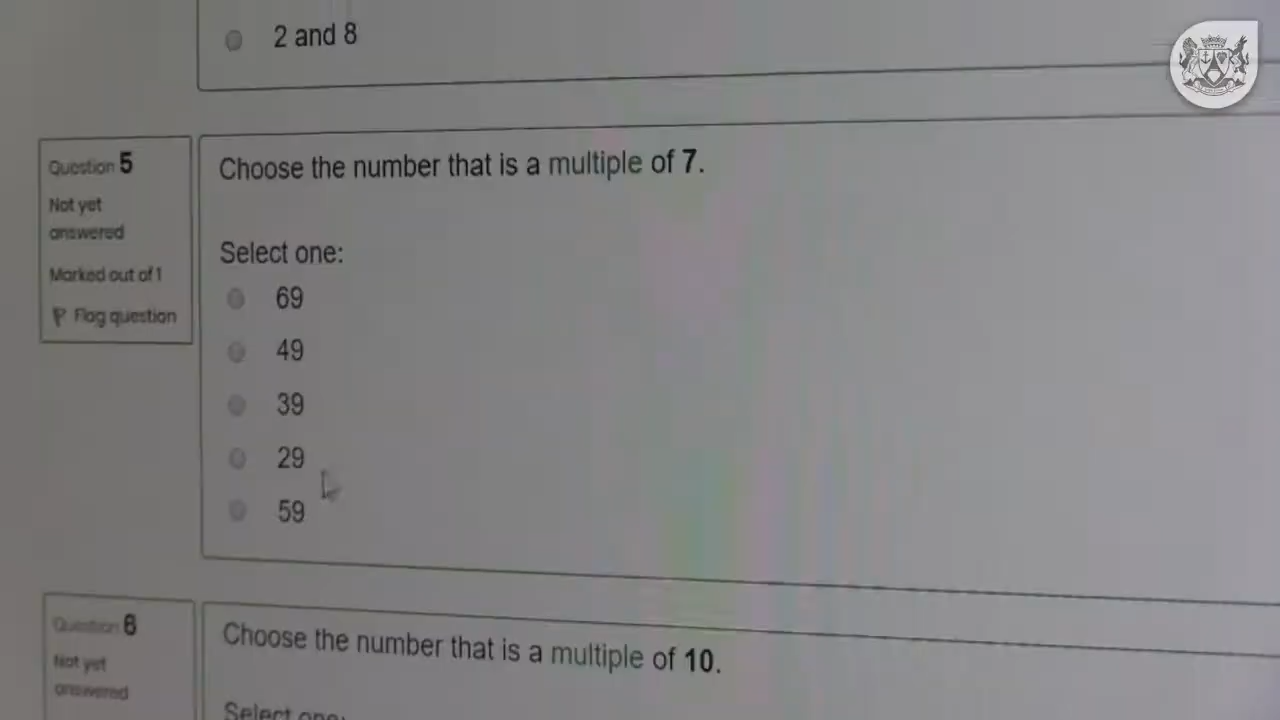 2 and 8
Question 5
Not yet
answered
Marked out of 1
Flag question
Choose the number that is a multiple of 7.
Select one:
69
49
39
29
59
Question 6
Not yet
answered
Choose the number that is a multiple of 10.
Select one: